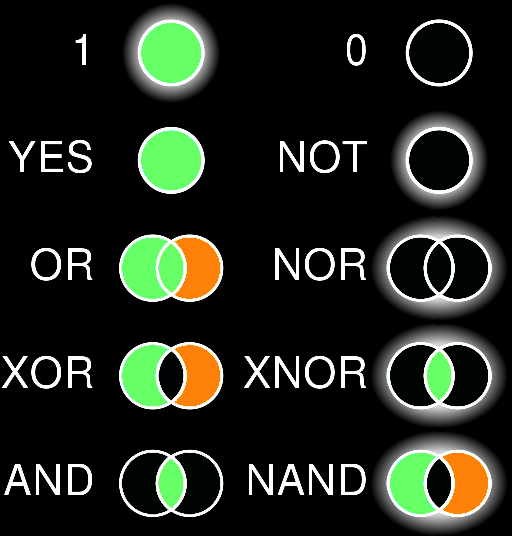 1 0
YES NOT
OR NOR
XOR XNOR
AND NAND